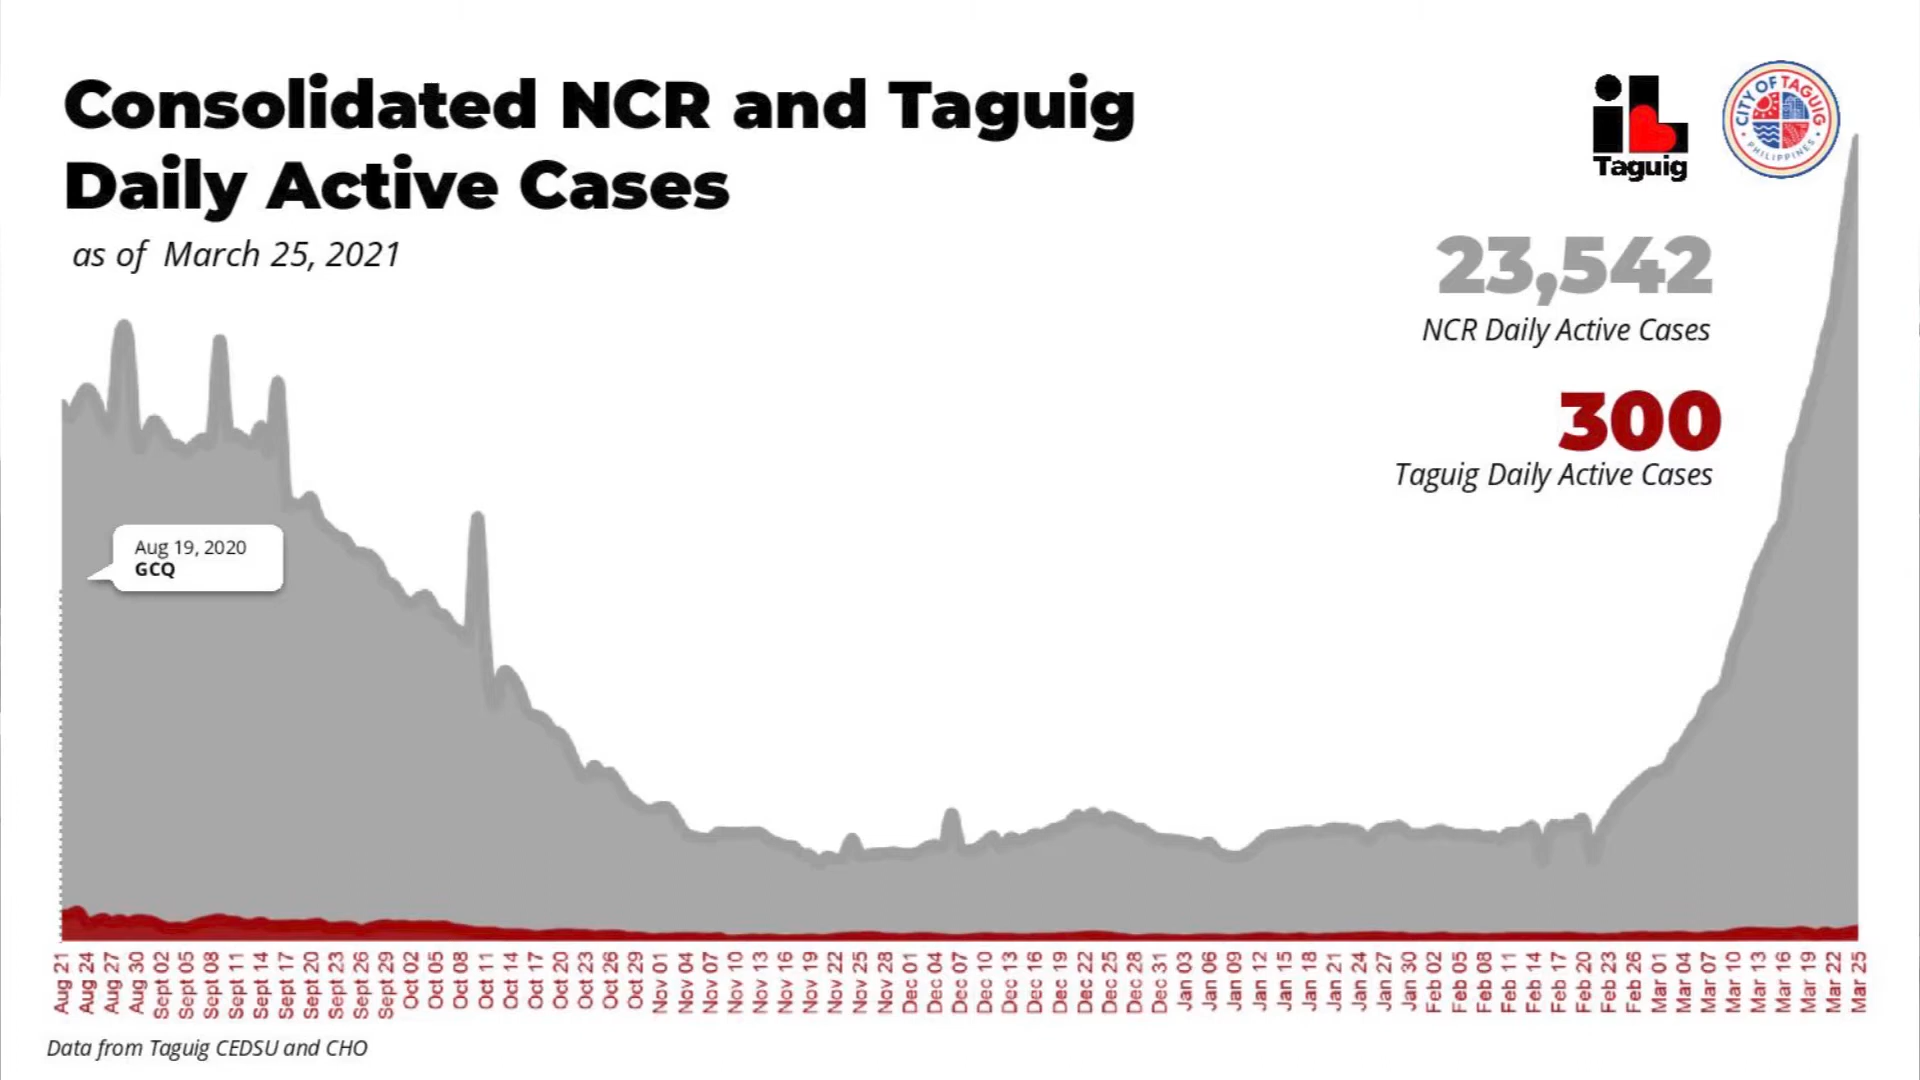 Consolidated NCR and Taguig
Daily Active Cases
as of March 25, 2021
iL
Taguig
CITY OF TAGUIG
PHILIPPINES
23,542
NCR Daily Active Cases
300
Taguig Daily Active Cases
Aug 19, 2020
GCQ
Aug 21
Aug 24
Aug 27
Aug 30
Sept 02
Sept 05
Sept 08
Sept 11
Sept 14
Sept 17
Sept 20
Sept 23
Sept 26
Sept 29
Oct 02
Oct 05
Oct 08
Oct 11
Oct 14
Oct 17
Oct 20
Oct 23
Oct 26
Oct 29
Nov 01
Nov 04
Nov 07
Nov 10
Nov 13
Nov 16
Nov 19
Nov 22
Nov 25
Nov 28
Dec 01
Dec 04
Dec 07
Dec 10
Dec 13
Dec 16
Dec 19
Dec 22
Dec 25
Dec 28
Dec 31
Jan 03
Jan 06
Jan 09
Jan 12
Jan 15
Jan 18
Jan 21
Jan 24
Jan 27
Jan 30
Feb 02
Feb 05
Feb 08
Feb 11
Feb 14
Feb 17
Feb 20
Feb 23
Feb 26
Mar 01
Mar 04
Mar 07
Mar 10
Mar 13
Mar 16
Mar 19
Mar 22
Mar 25
Data from Taguig CEDSU and CHO